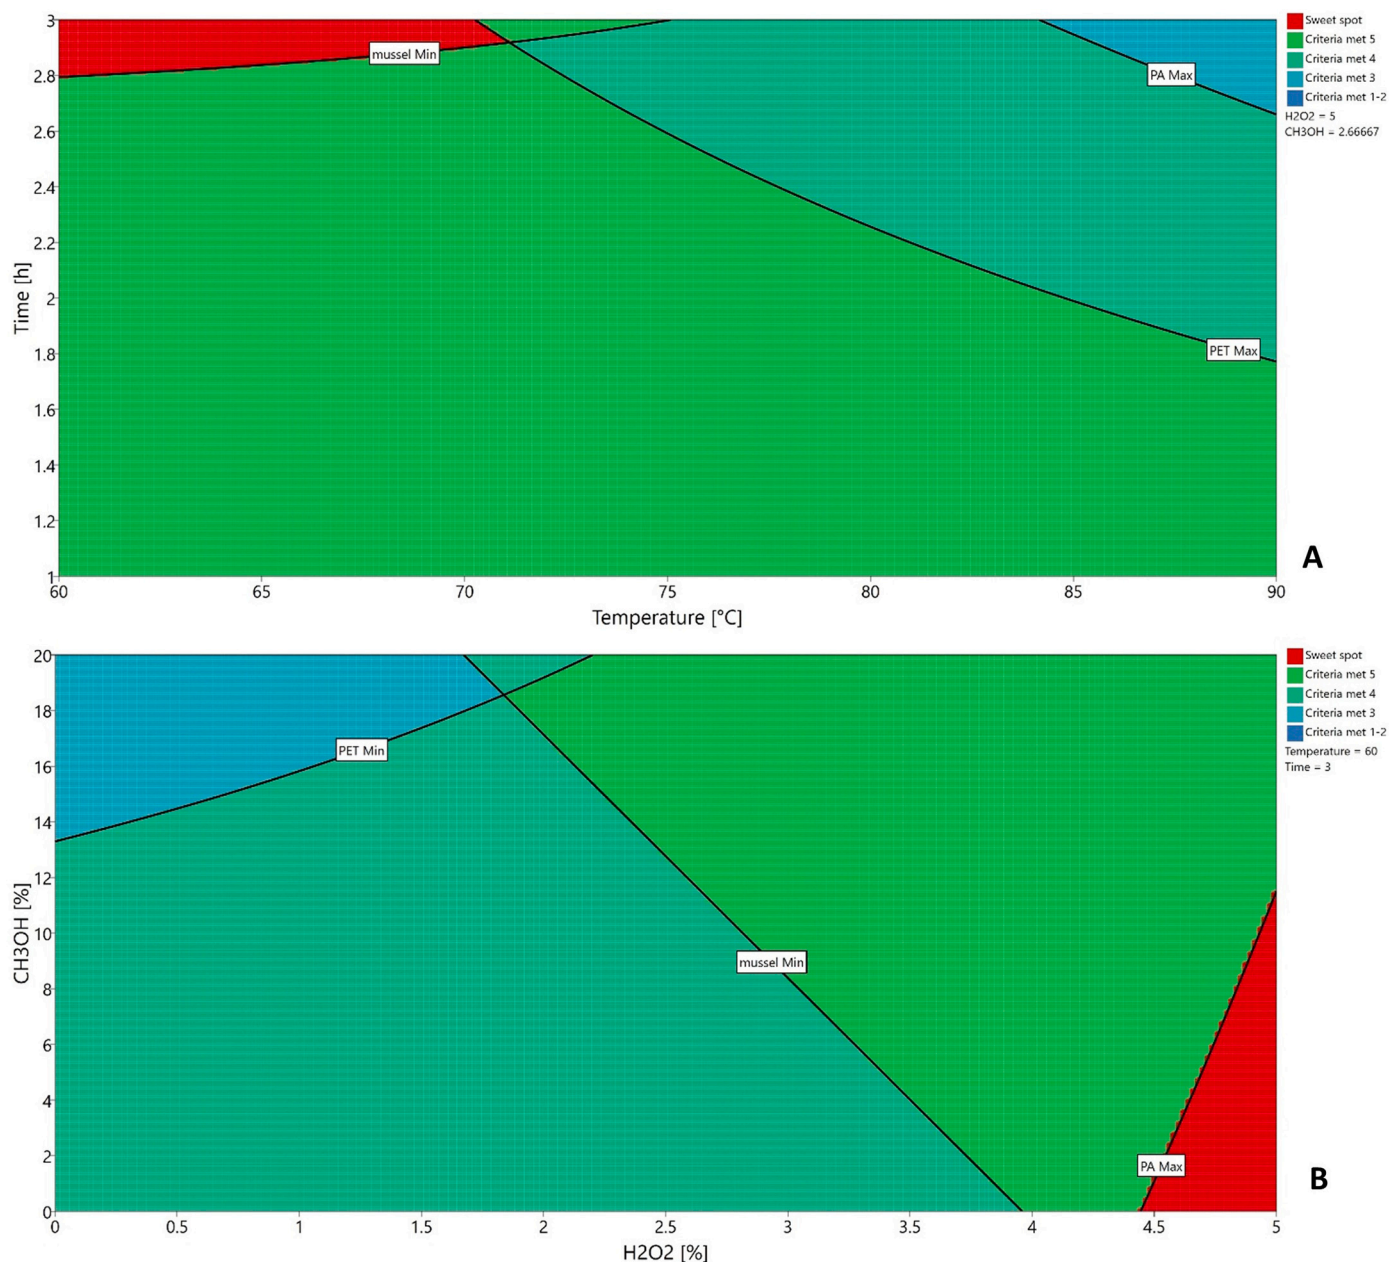 3
2.8
2.6
2.4
2.2
2
1.8
1.6
1.4
1.2
1
Time [h]
mussel Min
PA Max
PET Max
60 65 70 75 80 85 90
Temperature [°C]
Sweet spot
Criteria met 5
Criteria met 4
Criteria met 3
Criteria met 1-2
H2O2 = 5
CH3OH = 2.66667
A
20
18
16
14
12
10
8
6
4
2
0
CH3OH [%]
PET Min
mussel Min
PA Max
0 0.5 1 1.5 2 2.5 3 3.5 4 4.5 5
H2O2 [%]
Sweet spot
Criteria met 5
Criteria met 4
Criteria met 3
Criteria met 1-2
Temperature = 60
Time = 3
B